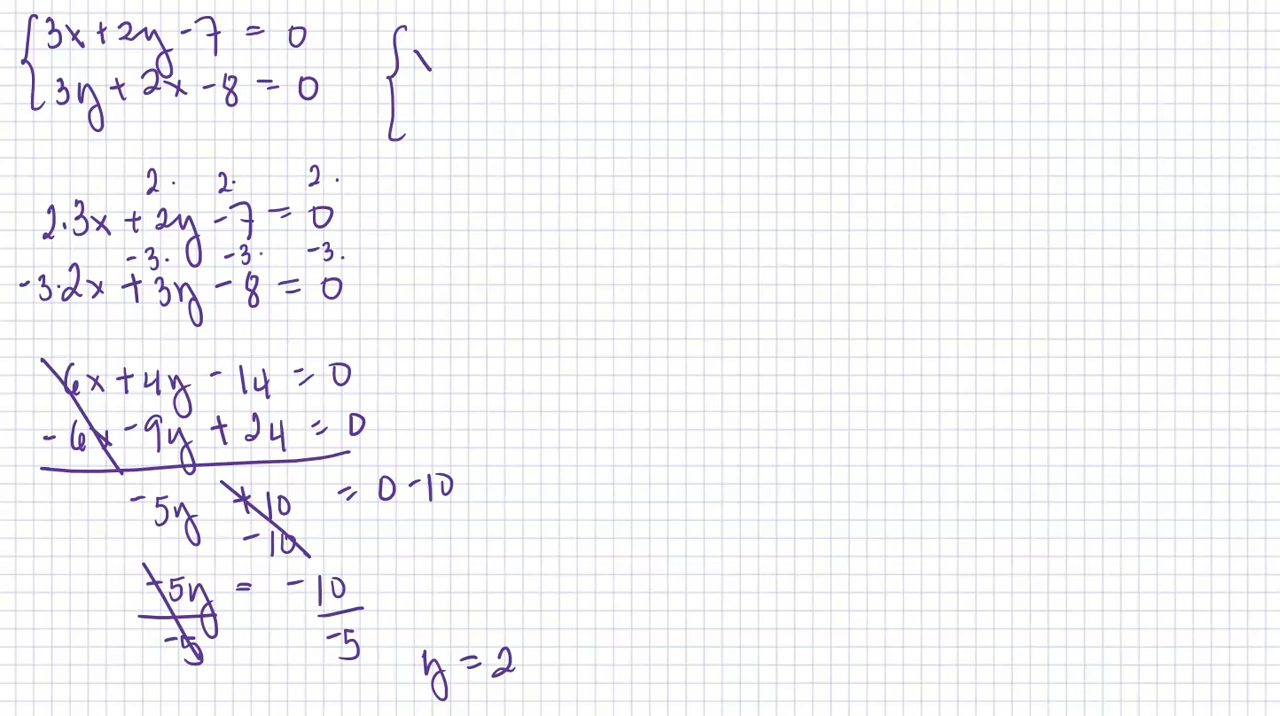 { 3x + 2y - 7 = 0
3y + 2x - 8 = 0
{
2· 2· 2·
2·3x + 2y - 7 = 0
-3· -3· -3·
-3·2x + 3y - 8 = 0
6x + 4y - 14 = 0
- 6x - 9y + 24 = 0
- 5y + 10 = 0 - 10
- 10
-5y = -10
-5 -5
y = 2